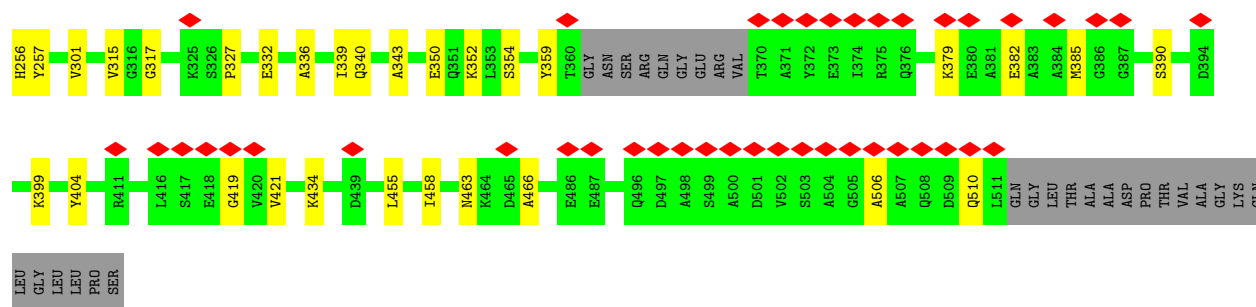 H256 Y257 V301 V315 G316 G317 K325 S326 P327 E332 A336 I339 Q340 A343 E350 Q351 K352 L353 S354 Y359 T360 GLY ASN SER ARG GLN GLY GLU ARG VAL T370 A371 Y372 E373 I374 R375 Q376 K379 E380 A381 E382 A383 A384 M385 G386 G387 S390 D394
K399 Y404 R411 L416 S417 E418 G419 V420 V421 K434 D439 L455 I458 N463 K464 D465 A466 E486 E487 Q496 D497 A498 S499 A500 D501 V502 S503 A504 G505 A506 A507 Q508 D509 Q510 L511 GLN GLY LEU THR ALA ALA ASP PRO THR VAL ALA GLY LYS GLN
LEU GLY LEU LEU PRO SER